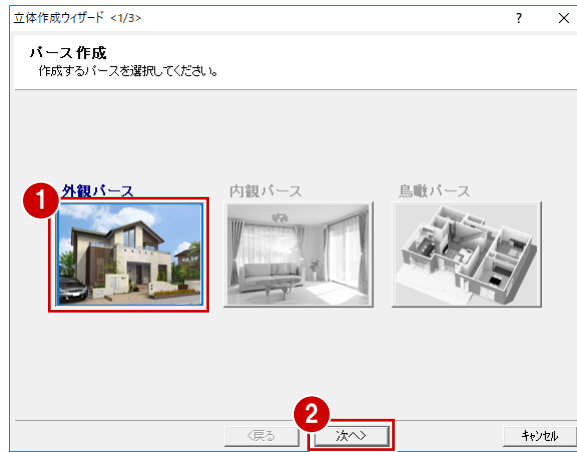 立体作成ウィザード <1/3>
? ×
パース作成
作成するパースを選択してください。
1
外観パース 内観パース 鳥瞰パース
2
<戻る 次へ> キャンセル